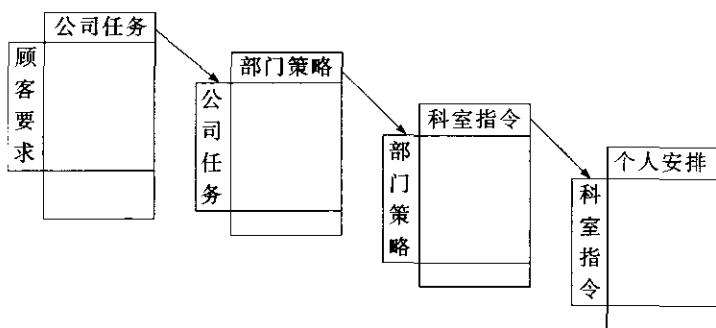 公司任务
顾客要求
部门策略
公司任务
科室指令
部门策略
个人安排
科室指令